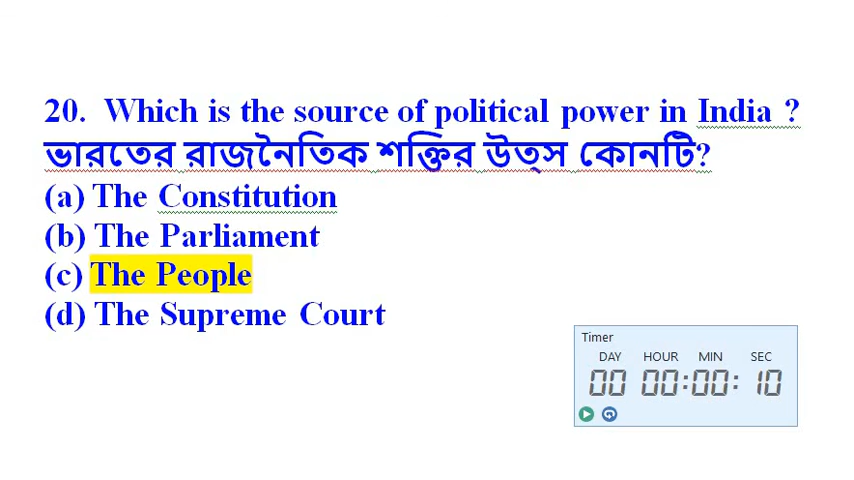 20. Which is the source of political power in India ?
ভারতের রাজনৈতিক শক্তির উত্স কোনটি?
(a) The Constitution
(b) The Parliament
(c) The People
(d) The Supreme Court
Timer
DAY HOUR MIN SEC
00 00:00: 10